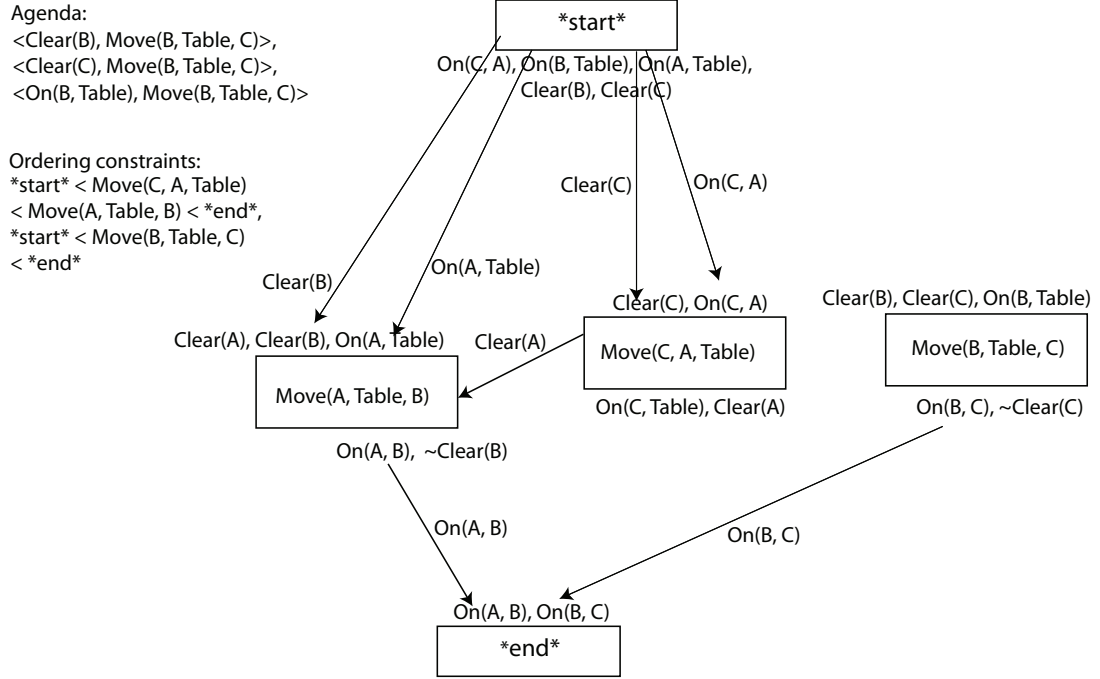 Agenda:
<Clear(B), Move(B, Table, C)>,
<Clear(C), Move(B, Table, C)>,
<On(B, Table), Move(B, Table, C)>
Ordering constraints:
*start* < Move(C, A, Table)
< Move(A, Table, B) < *end*,
*start* < Move(B, Table, C)
< *end*
*start*
On(C, A), On(B, Table), On(A, Table),
Clear(B), Clear(C)
Clear(C)
On(C, A)
Clear(B)
On(A, Table)
Clear(A), Clear(B), On(A, Table)
Move(A, Table, B)
On(A, B), ~Clear(B)
Clear(A)
Clear(C), On(C, A)
Move(C, A, Table)
On(C, Table), Clear(A)
Clear(B), Clear(C), On(B, Table)
Move(B, Table, C)
On(B, C), ~Clear(C)
On(A, B)
On(B, C)
On(A, B), On(B, C)
*end*